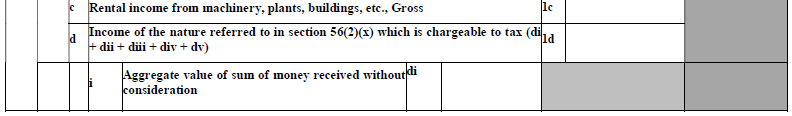 c Rental income from machinery, plants, buildings, etc., Gross 1c
d Income of the nature referred to in section 56(2)(x) which is chargeable to tax (di 1d
+ dii + diii + div + dv)
i Aggregate value of sum of money received without di
consideration